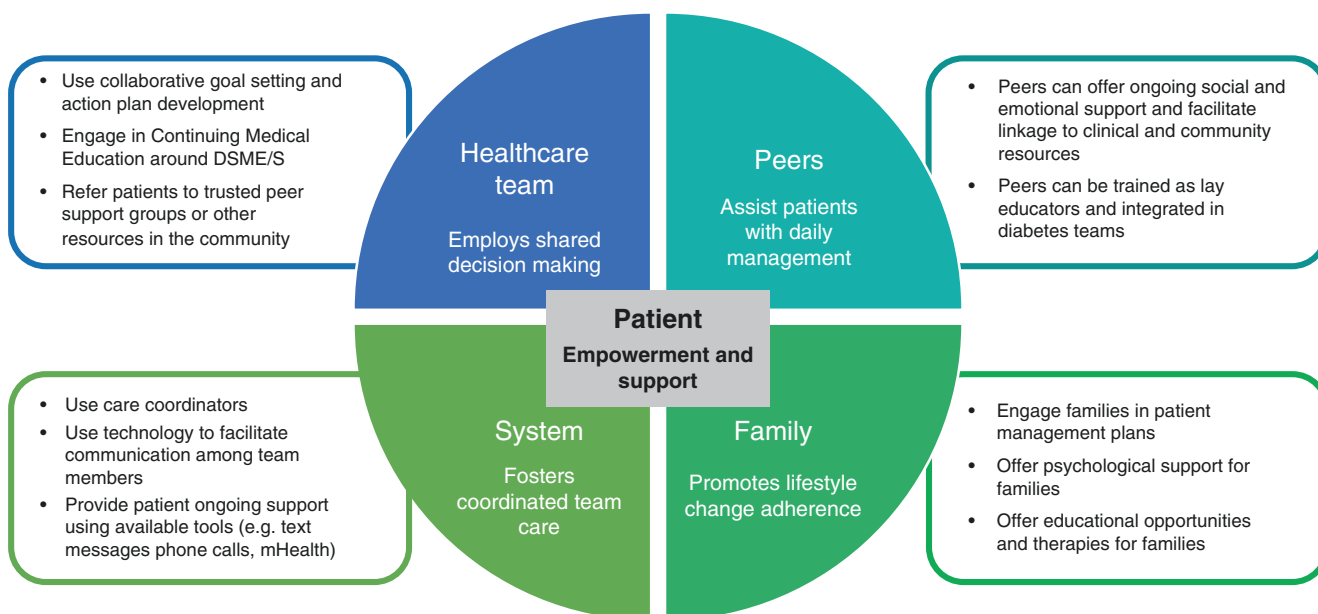 • Use collaborative goal setting and
action plan development
• Engage in Continuing Medical
Education around DSME/S
• Refer patients to trusted peer
support groups or other
resources in the community
Healthcare
team
Employs shared
decision making
Peers
Assist patients
with daily
management
• Peers can offer ongoing social and
emotional support and facilitate
linkage to clinical and community
resources
• Peers can be trained as lay
educators and integrated in
diabetes teams
Patient
Empowerment and
support
• Use care coordinators
• Use technology to facilitate
communication among team
members
• Provide patient ongoing support
using available tools (e.g. text
messages phone calls, mHealth)
System
Fosters
coordinated team
care
Family
Promotes lifestyle
change adherence
• Engage families in patient
management plans
• Offer psychological support for
families
• Offer educational opportunities
and therapies for families